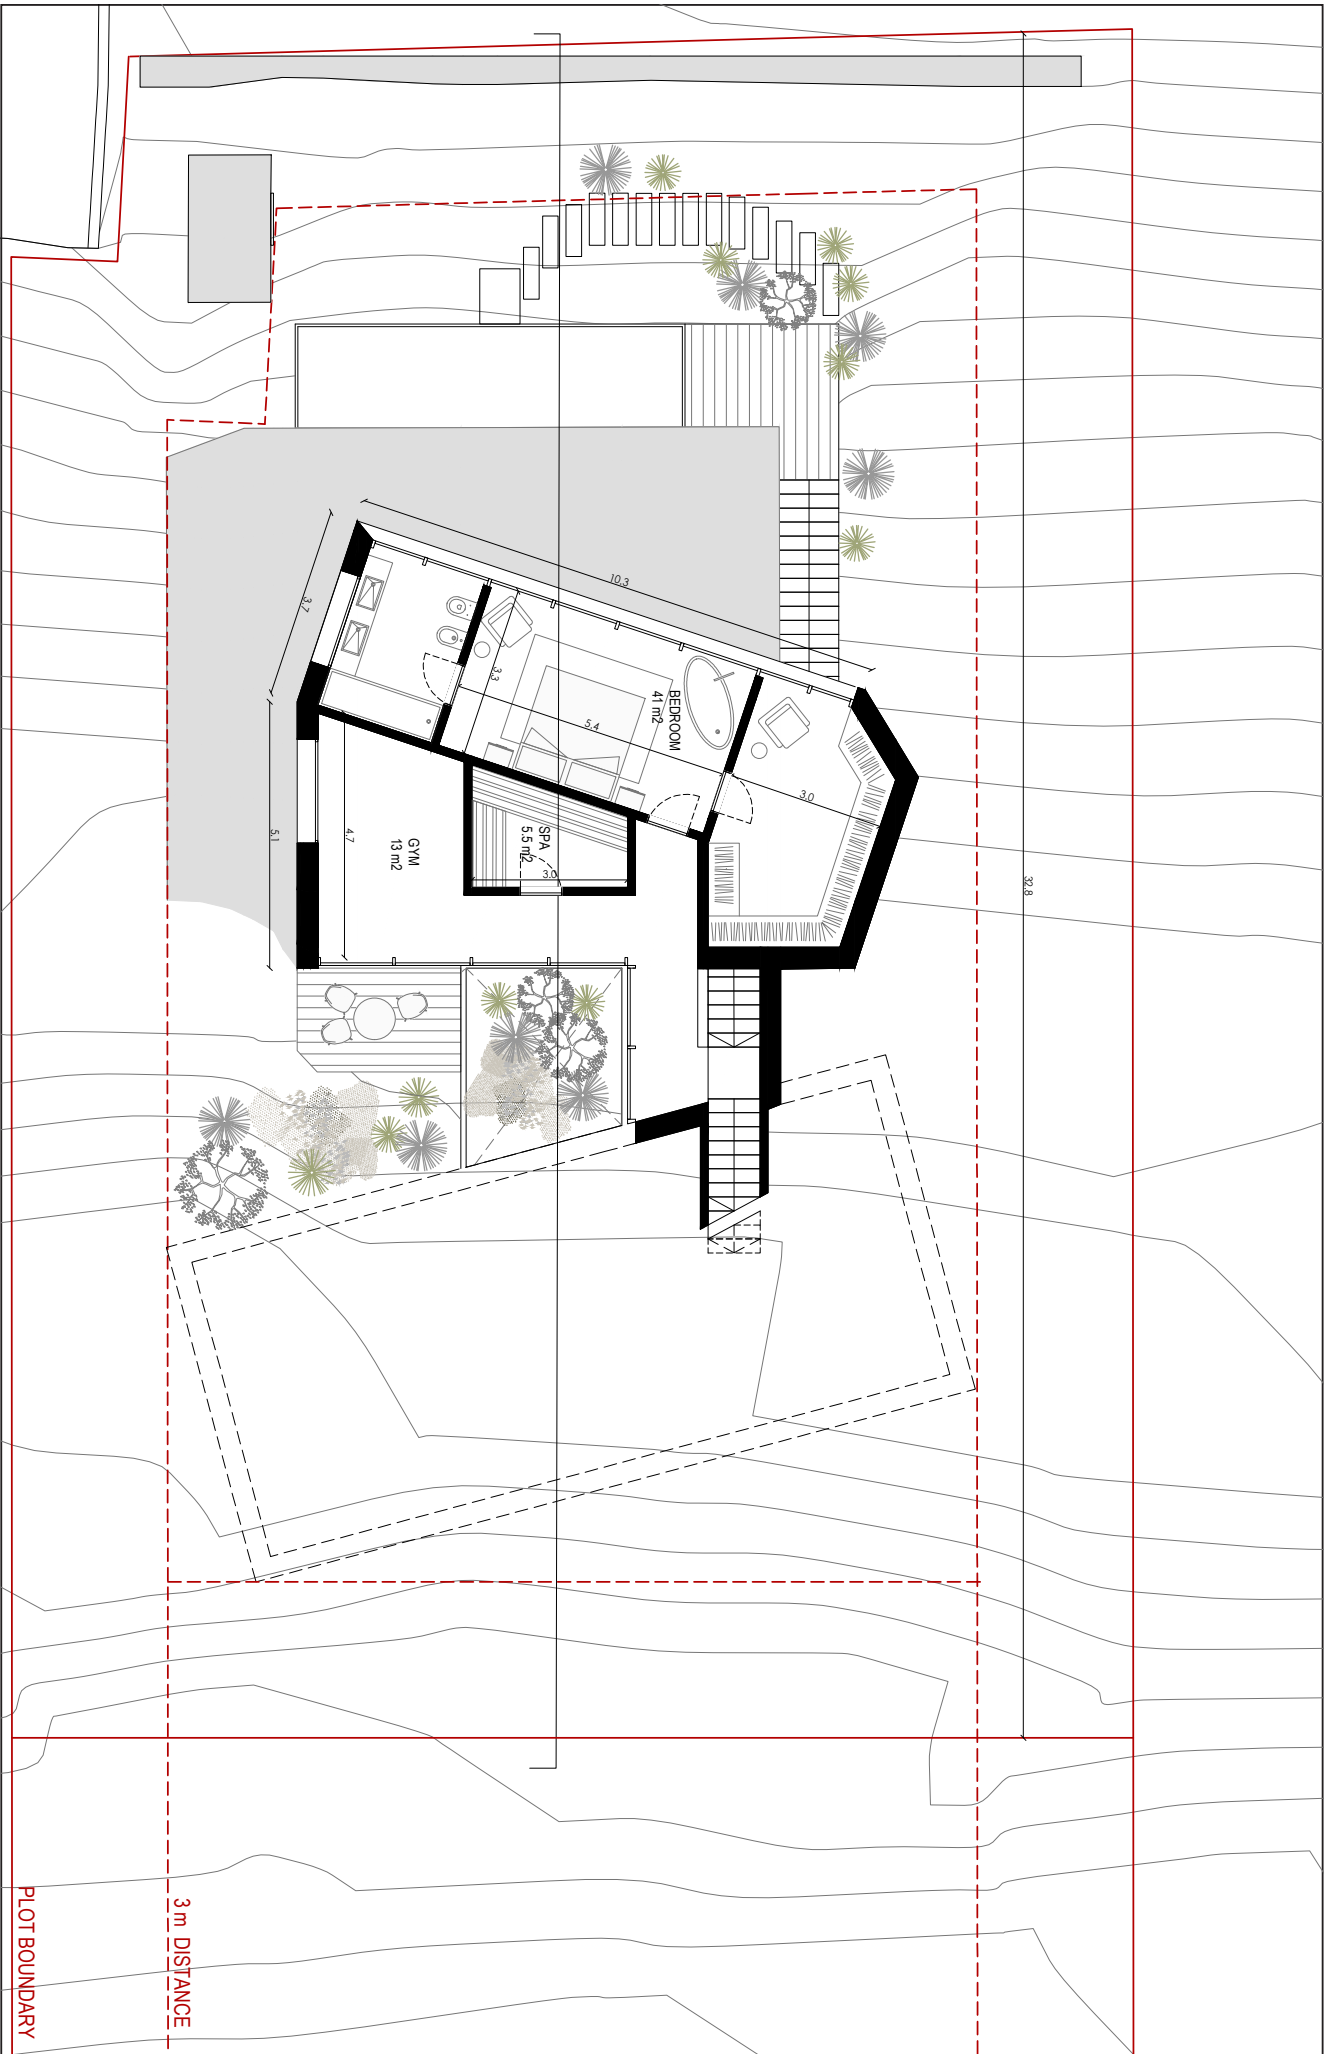 10.3
3.7
3.3
BEDROOM
41 m2
5.4
3.0
5.1
4.7
GYM
13 m2
SPA
5.5 m2
3.0
32.8
3 m DISTANCE
PLOT BOUNDARY